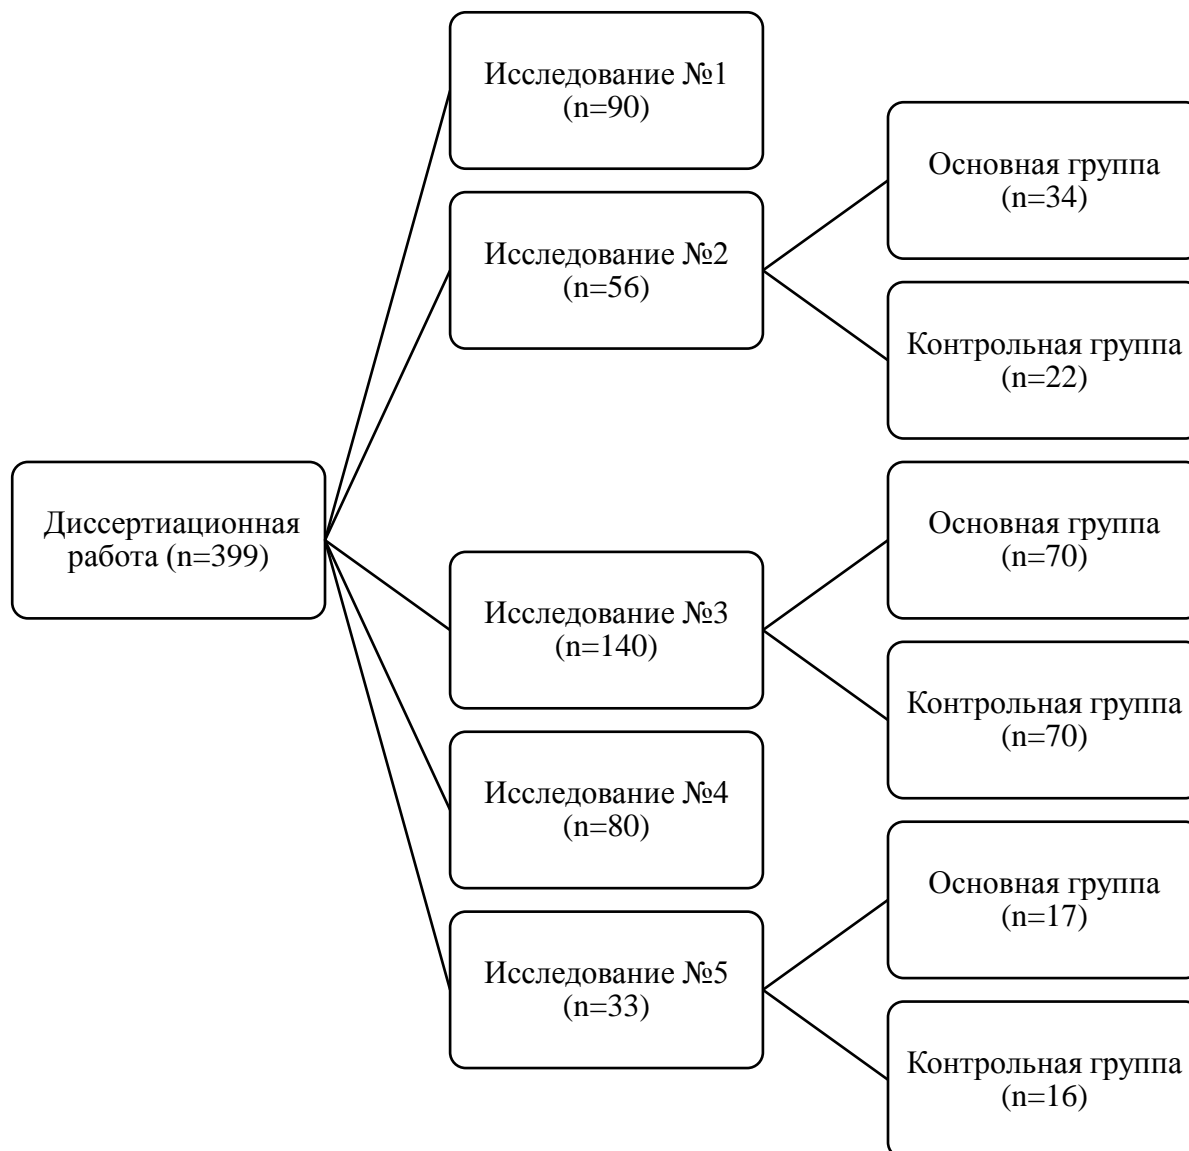 Исследование №1
(n=90)
Основная группа
(n=34)
Исследование №2
(n=56)
Контрольная группа
(n=22)
Диссертиационная
работа (n=399)
Основная группа
(n=70)
Исследование №3
(n=140)
Контрольная группа
(n=70)
Исследование №4
(n=80)
Основная группа
(n=17)
Исследование №5
(n=33)
Контрольная группа
(n=16)